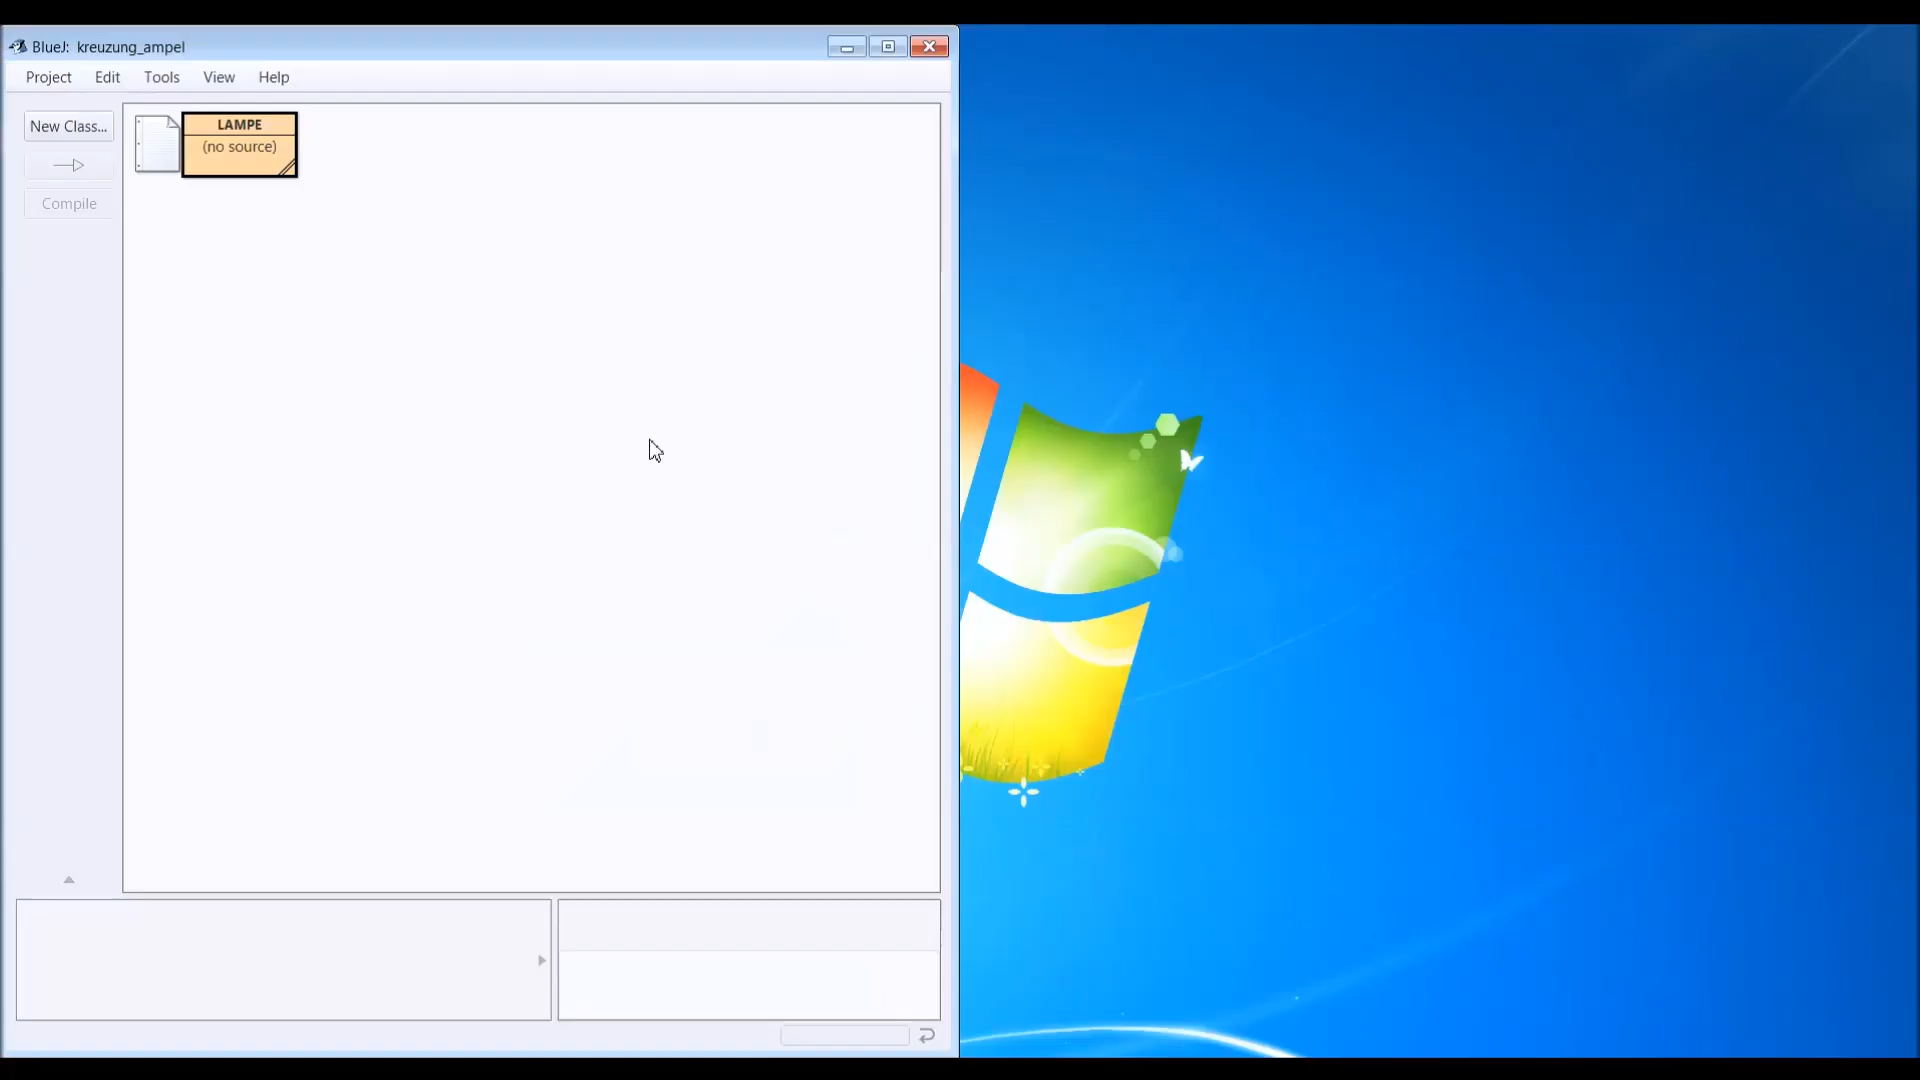 BlueJ: kreuzung_ampel
Project Edit Tools View Help
New Class...
Compile
LAMPE
(no source)